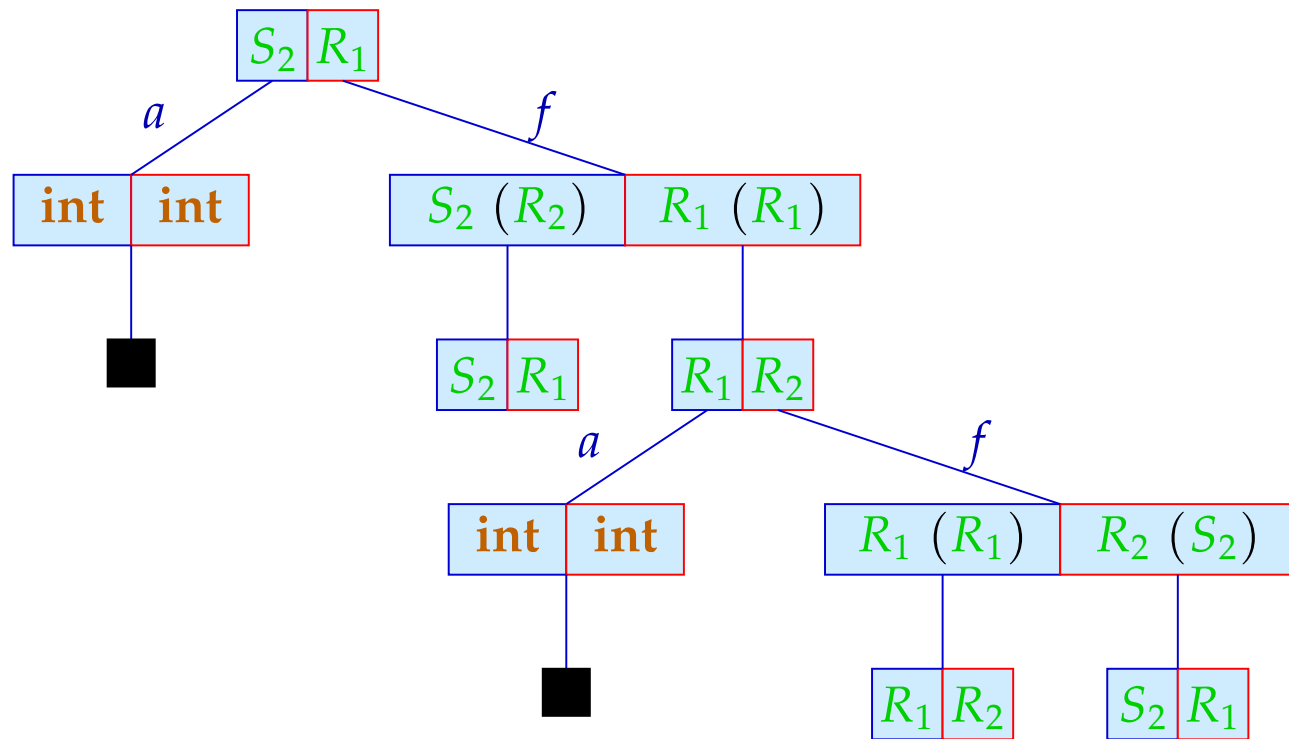 S₂ R₁
a f
int int S₂ (R₂) R₁ (R₁)
S₂ R₁ R₁ R₂
a f
int int R₁ (R₁) R₂ (S₂)
R₁ R₂ S₂ R₁